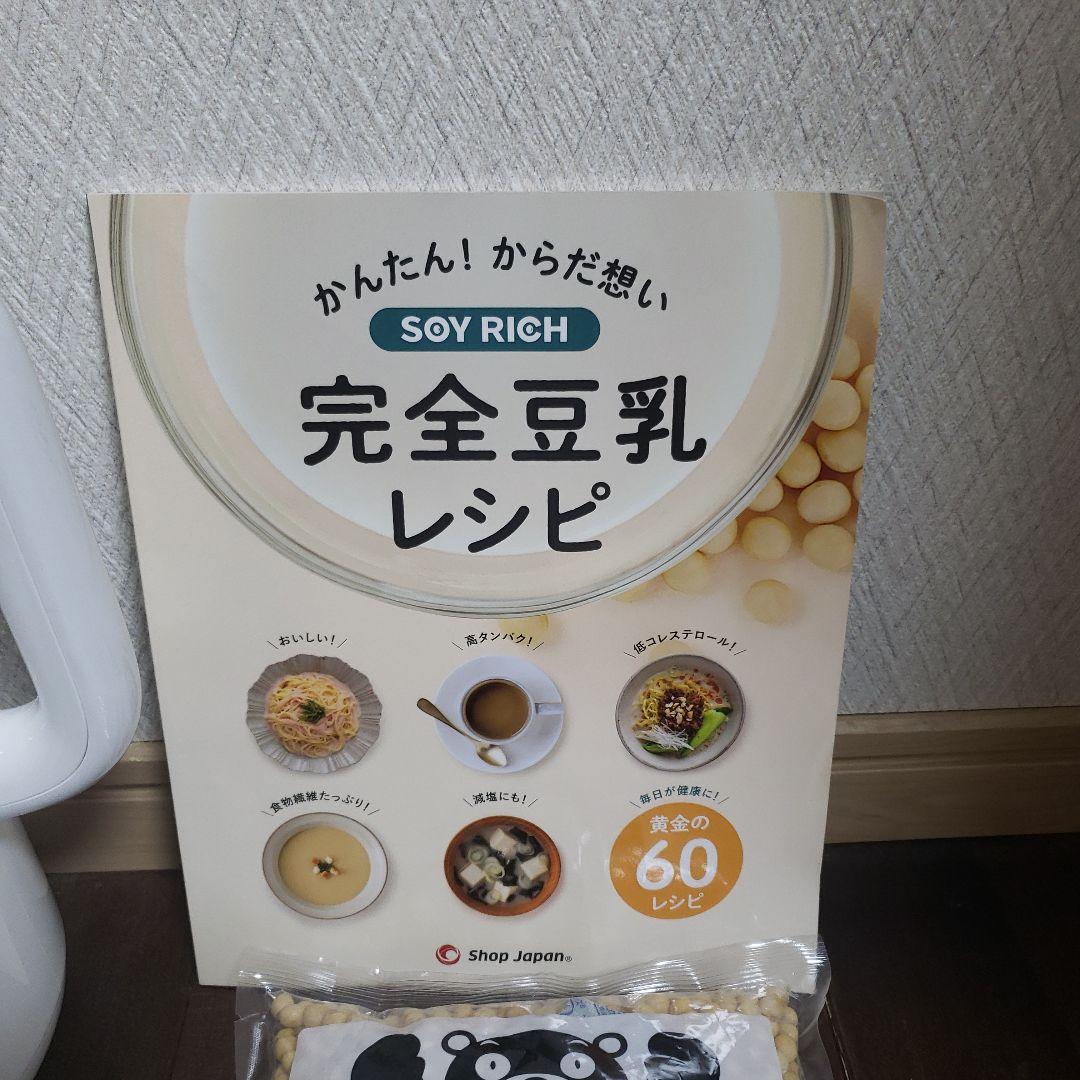 かんたん！からだ想い
SOY RICH
完全豆乳
レシピ
おいしい！
高タンパク！
低コレステロール！
食物繊維たっぷり！
減塩にも！
毎日が健康に！
黄金の
60
レシピ
Shop Japan®